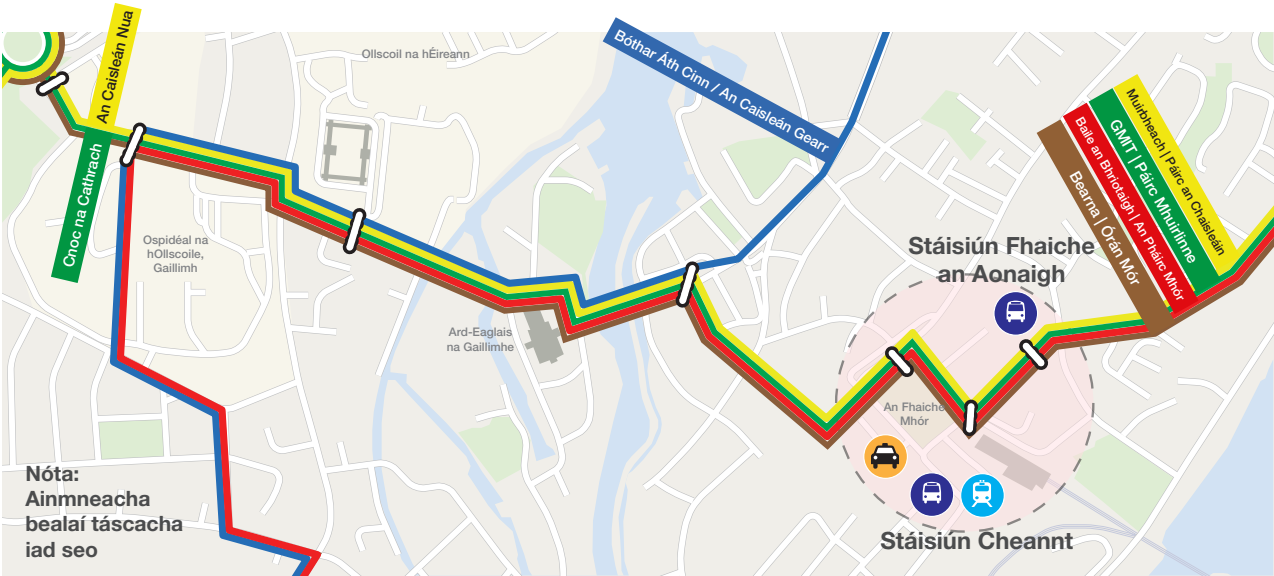 An Caisleán Nua
Cnoc na Cathrach
Ollscoil na hÉireann
Bóthar Áth Cinn / An Caisleán Gearr
Muirbheach | Páirc an Chaisleáin
GMIT | Páirc Mhuirlinne
Baile an Bhriotaigh | An Pháirc Mhór
Bearna | Órán Mór
Ospidéal na
hOllscoile,
Gaillimh
Stáisiún Fhaiche
an Aonaigh
Ard-Eaglais
na Gaillimhe
An Fhaiche
Mhór
Nóta:
Ainmneacha
bealaí táscacha
iad seo
Stáisiún Cheannt